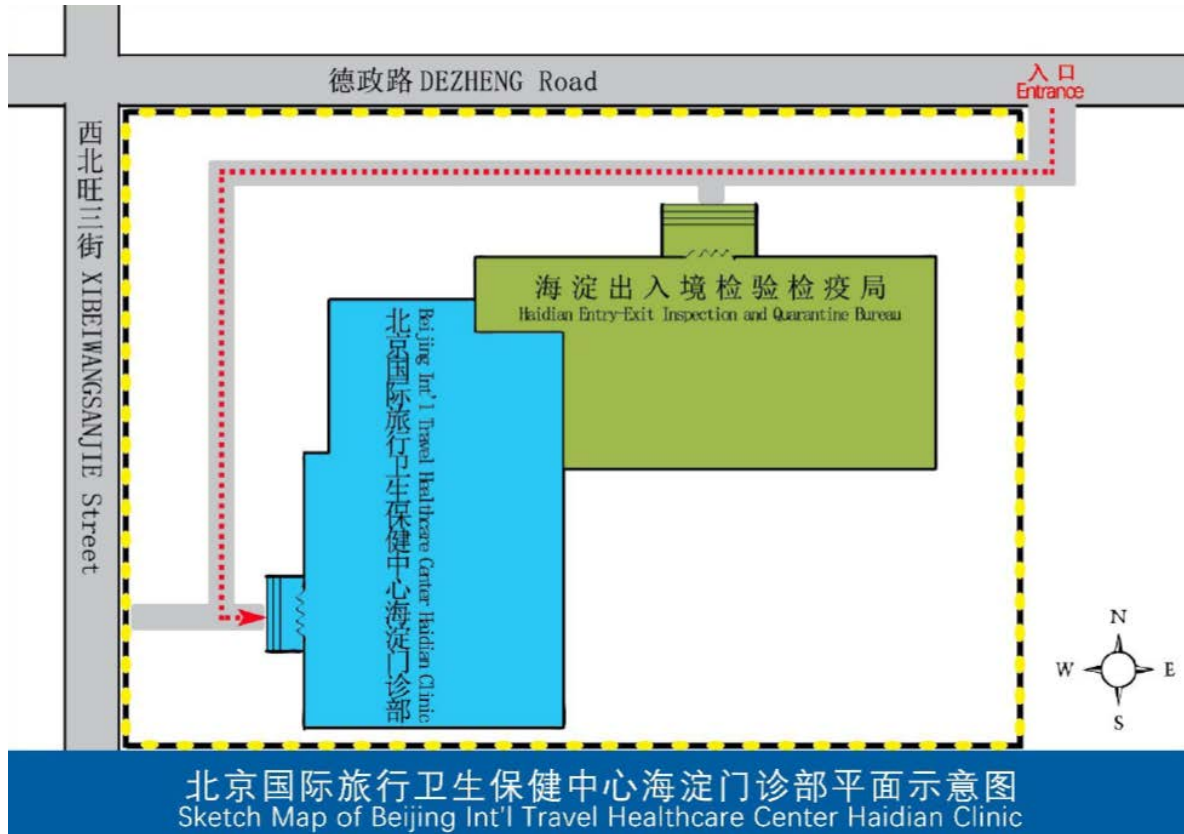 德政路 DEZHENG Road
入口
Entrance
西北旺三街 XIBEIWANGSANJIE Street
海淀出入境检验检疫局
Haidian Entry-Exit Inspection and Quarantine Bureau
北京国际旅行卫生保健中心海淀门诊部
Beijing Int'l Travel Healthcare Center Haidian Clinic
N
W
E
S
北京国际旅行卫生保健中心海淀门诊部平面示意图
Sketch Map of Beijing Int'l Travel Healthcare Center Haidian Clinic